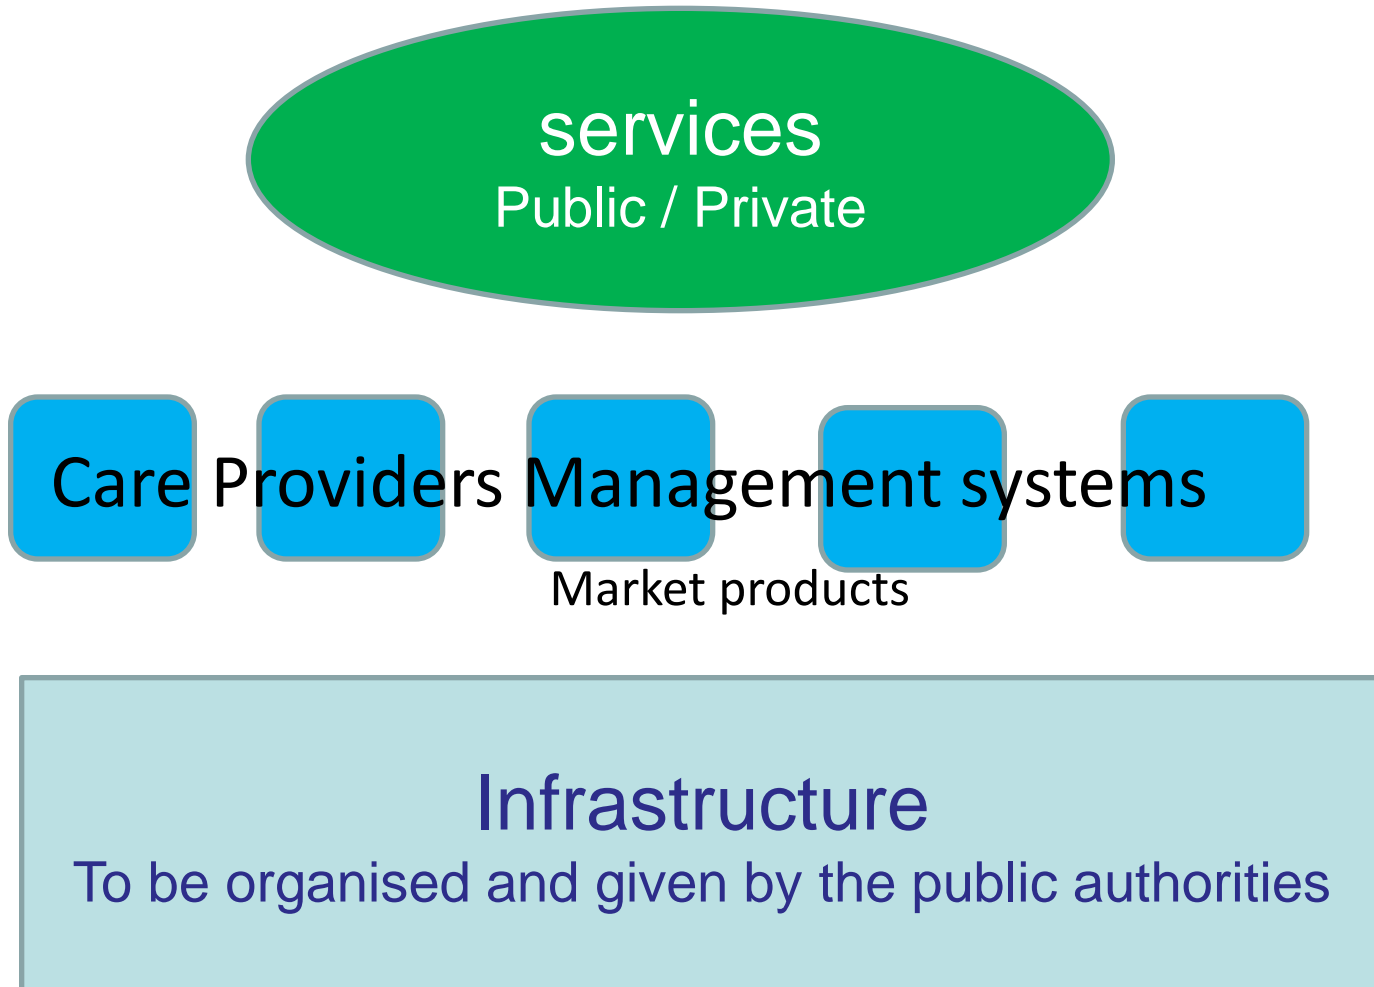 services
Public / Private
Care Providers Management systems
Market products
Infrastructure
To be organised and given by the public authorities